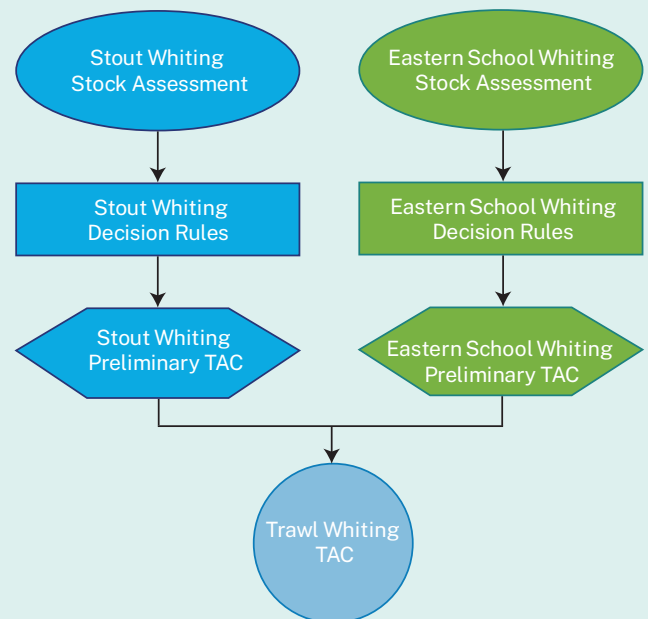 Stout Whiting
Stock Assessment
Eastern School Whiting
Stock Assessment
Stout Whiting
Decision Rules
Eastern School Whiting
Decision Rules
Stout Whiting
Preliminary TAC
Eastern School Whiting
Preliminary TAC
Trawl Whiting
TAC